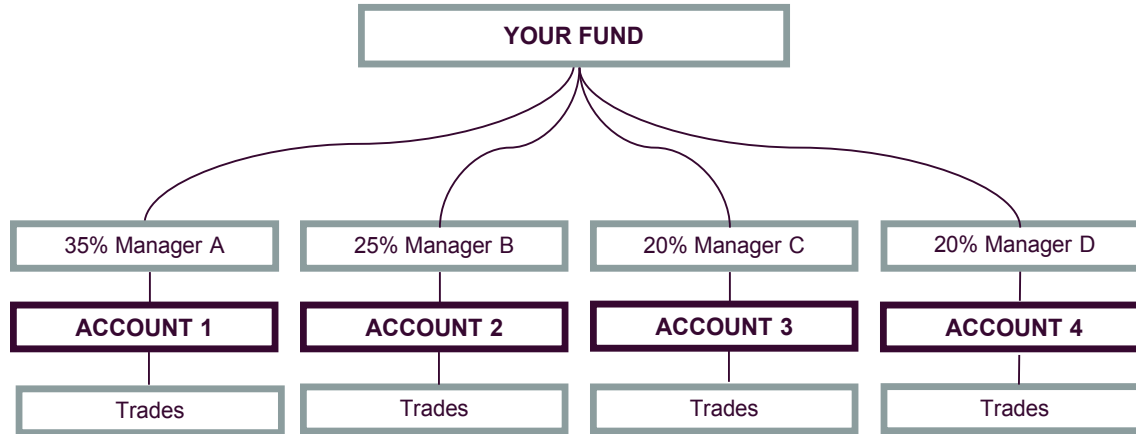 YOUR FUND
35% Manager A
25% Manager B
20% Manager C
20% Manager D
ACCOUNT 1
ACCOUNT 2
ACCOUNT 3
ACCOUNT 4
Trades
Trades
Trades
Trades